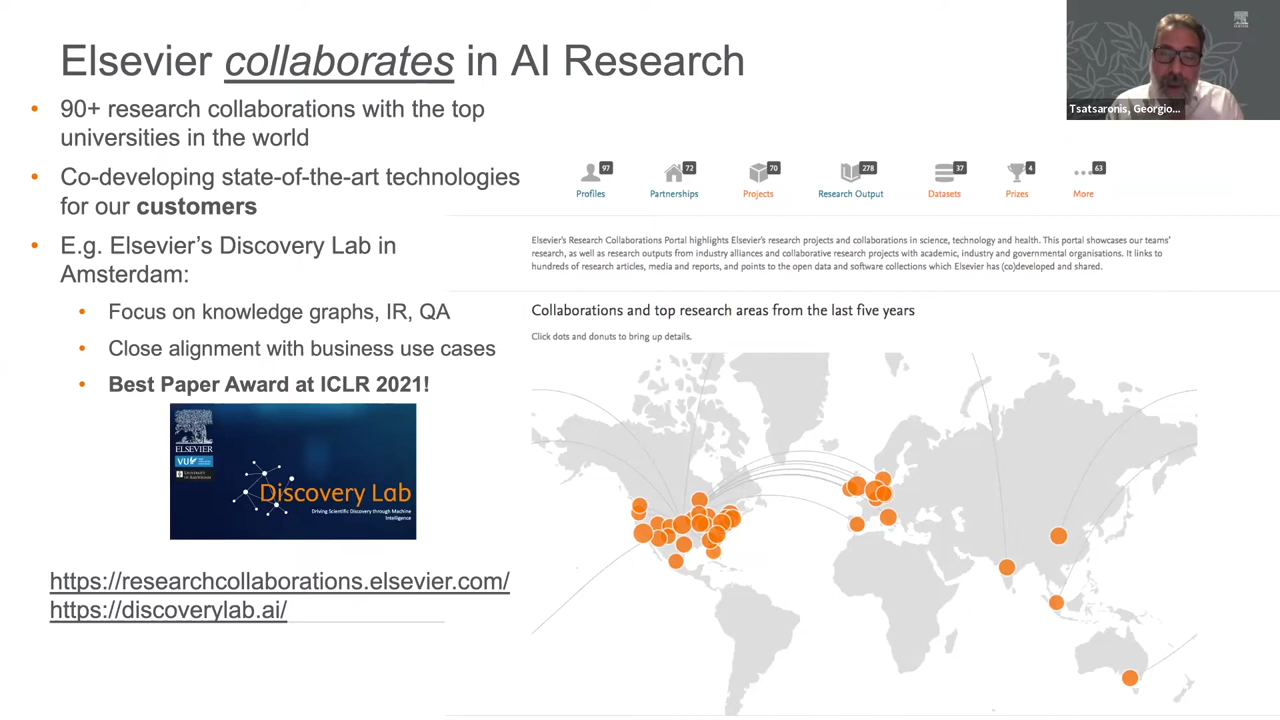 Elsevier collaborates in AI Research
• 90+ research collaborations with the top
universities in the world
• Co-developing state-of-the-art technologies
for our customers
• E.g. Elsevier’s Discovery Lab in
Amsterdam:
• Focus on knowledge graphs, IR, QA
• Close alignment with business use cases
• Best Paper Award at ICLR 2021!
ELSEVIER
VU
Discovery Lab
Driving Scientific Discovery through Machine
Intelligence
https://researchcollaborations.elsevier.com/
https://discoverylab.ai/
Tsatsaronis, Georgio...
97 72 70 278 37 4 63
Profiles Partnerships Projects Research Output Datasets Prizes More
Elsevier's Research Collaborations Portal highlights Elsevier's research projects and collaborations in science, technology and health. This portal showcases our teams'
research, as well as research outputs from industry alliances and collaborative research projects with academic, industry and governmental organisations. It links to
hundreds of research articles, media and reports, and points to the open data and software collections which Elsevier has (co)developed and shared.
Collaborations and top research areas from the last five years
Click dots and donuts to bring up details.